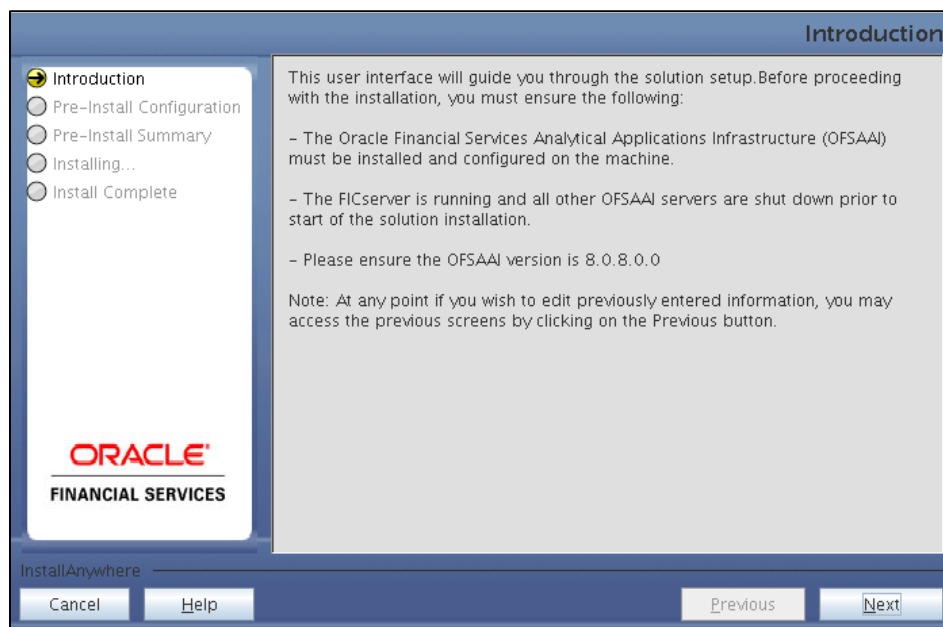 Introduction
Introduction
Pre-Install Configuration
Pre-Install Summary
Installing...
Install Complete
ORACLE'
FINANCIAL SERVICES
This user interface will guide you through the solution setup.Before proceeding
with the installation, you must ensure the following:
- The Oracle Financial Services Analytical Applications Infrastructure (OFSAAI)
must be installed and configured on the machine.
- The FICserver is running and all other OFSAAI servers are shut down prior to
start of the solution installation.
- Please ensure the OFSAAI version is 8.0.8.0.0
Note: At any point if you wish to edit previously entered information, you may
access the previous screens by clicking on the Previous button.
InstallAnywhere
Cancel
Help
Previous
Next